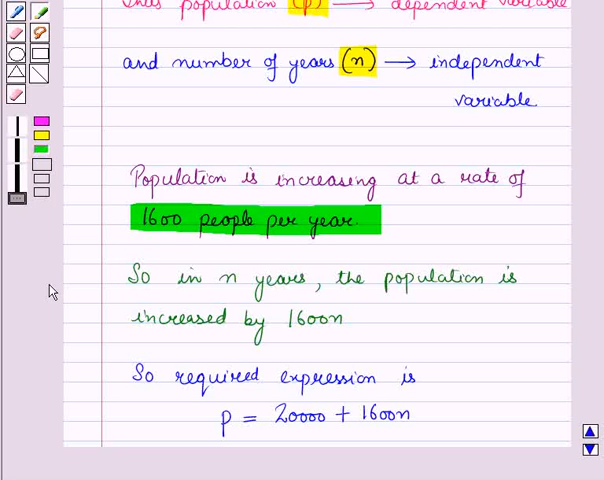 thus population (p) → dependent variable
and number of years (n) → independent
variable
Population is increasing at a rate of
1600 people per year.
So in n years, the population is
increased by 1600n
So required expression is
p = 20000 + 1600n